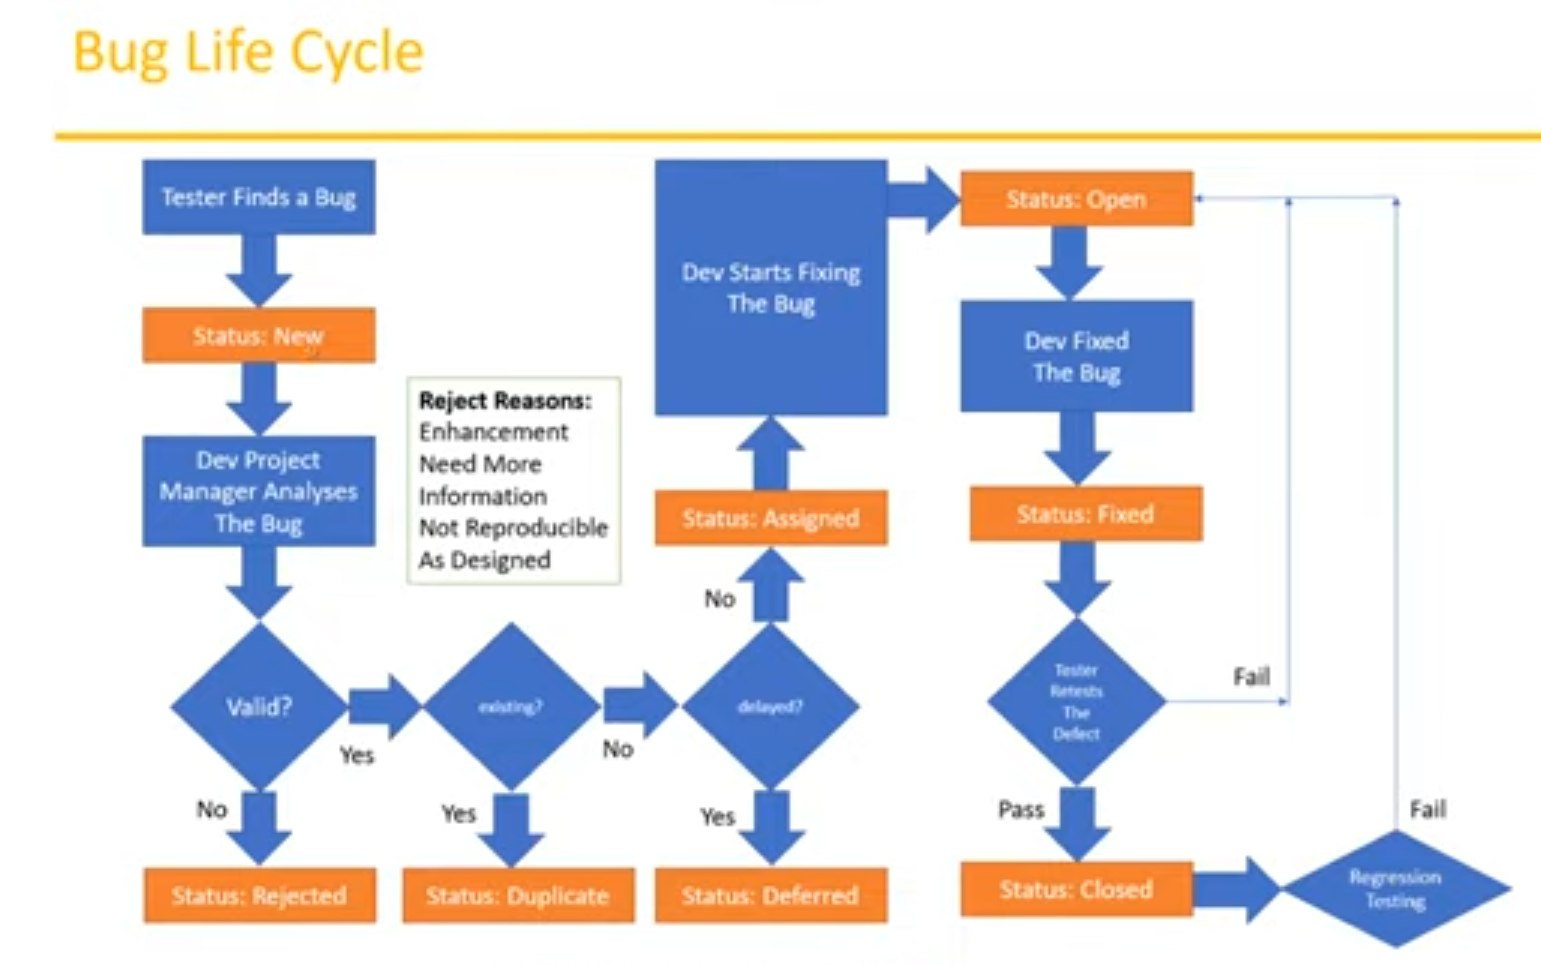 Bug Life Cycle
Tester Finds a Bug
Status: New
Dev Project
Manager Analyses
The Bug
Valid?
Yes
No
Status: Rejected
Reject Reasons:
Enhancement
Need More
Information
Not Reproducible
As Designed
existing?
No
Yes
Status: Duplicate
Dev Starts Fixing
The Bug
Status: Assigned
No
delayed?
Yes
Status: Deferred
Status: Open
Dev Fixed
The Bug
Status: Fixed
Tester
Retests
The
Defect
Fail
Pass
Status: Closed
Fail
Regression
Testing